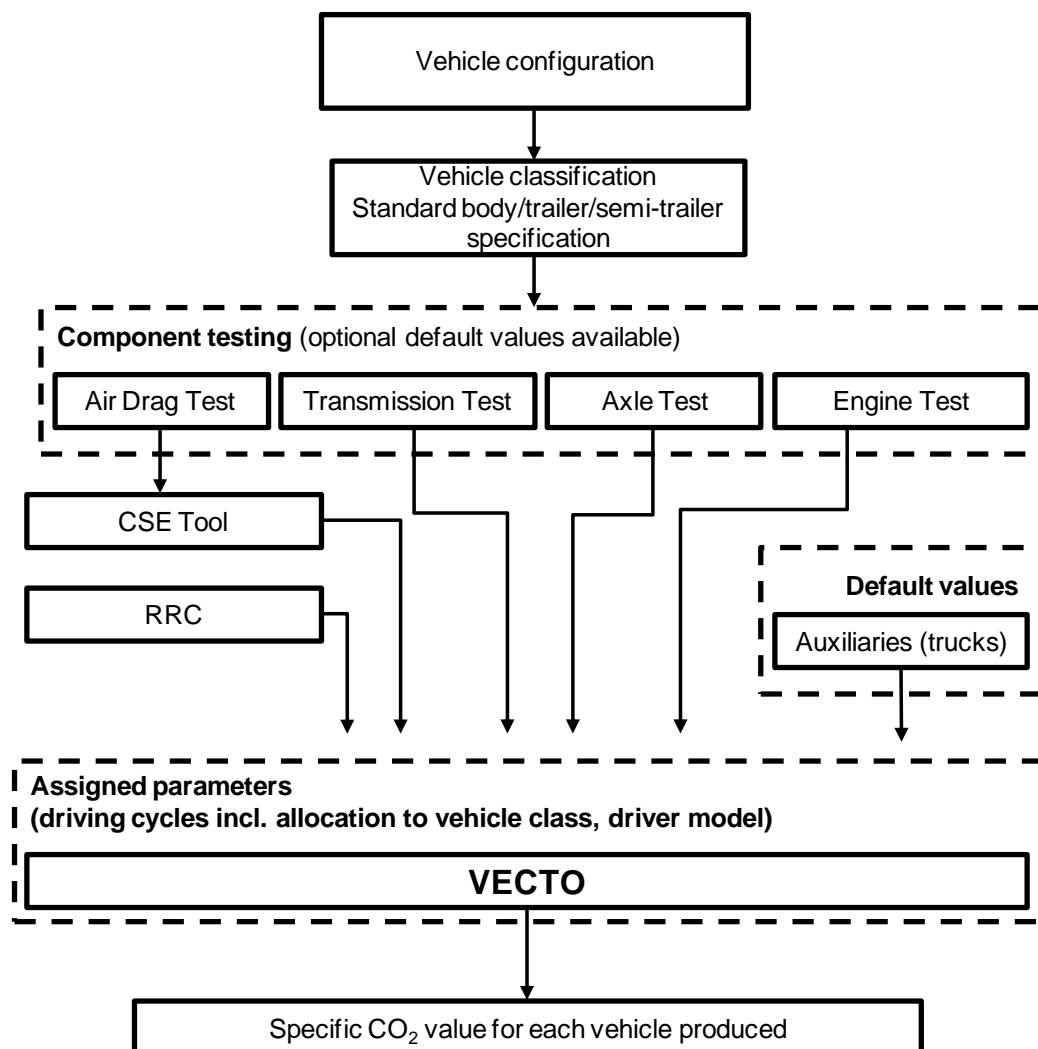 Vehicle configuration
Vehicle classification
Standard body/trailer/semi-trailer
specification
Component testing (optional default values available)
Air Drag Test
Transmission Test
Axle Test
Engine Test
CSE Tool
RRC
Default values
Auxiliaries (trucks)
Assigned parameters
(driving cycles incl. allocation to vehicle class, driver model)
VECTO
Specific CO₂ value for each vehicle produced